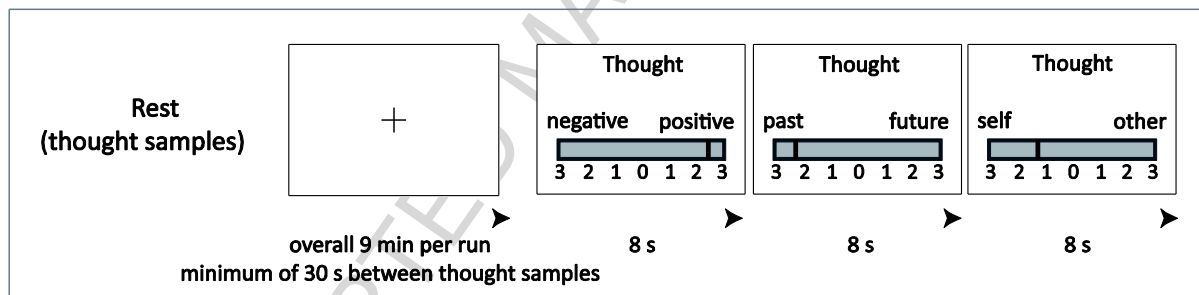 Rest
(thought samples)
overall 9 min per run
minimum of 30 s between thought samples
Thought
negative positive
3 2 1 0 1 2 3
8 s
Thought
past future
3 2 1 0 1 2 3
8 s
Thought
self other
3 2 1 0 1 2 3
8 s